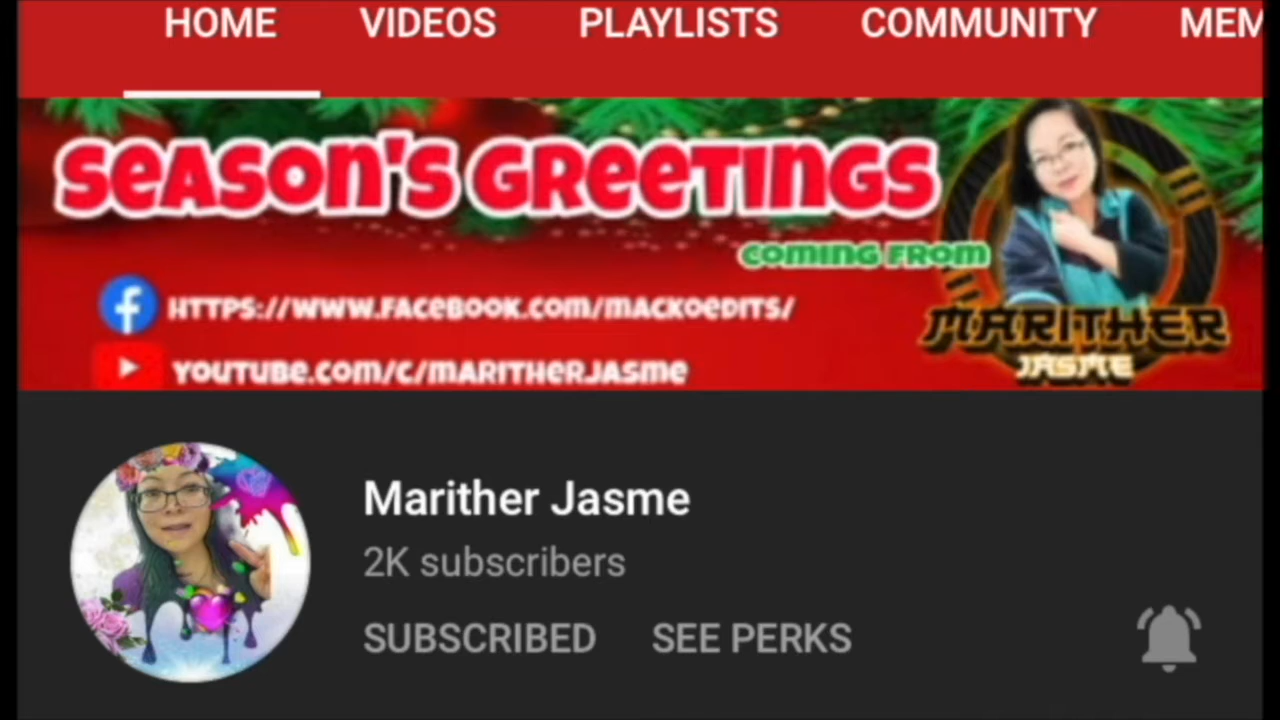 HOME VIDEOS PLAYLISTS COMMUNITY MEM
SEASON'S GREETINGS
COMING FROM
HTTPS://WWW.FACEBOOK.COM/MACKOEDITS/
YOUTUBE.COM/C/MARITHERJASME
MARITHER
JASME
Marither Jasme
2K subscribers
SUBSCRIBED SEE PERKS